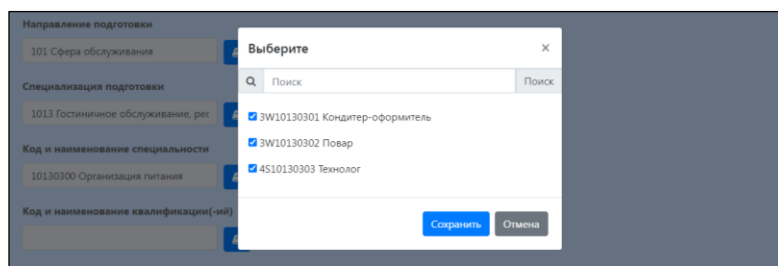 Направление подготовки
101 Сфера обслуживания
Специализация подготовки
1013 Гостиничное обслуживание, рес
Код и наименование специальности
10130300 Организация питания
Код и наименование квалификации(-ий)
Выберите
×
Поиск
Поиск
3W10130301 Кондитер-оформитель
3W10130302 Повар
4S10130303 Технолог
Сохранить
Отмена